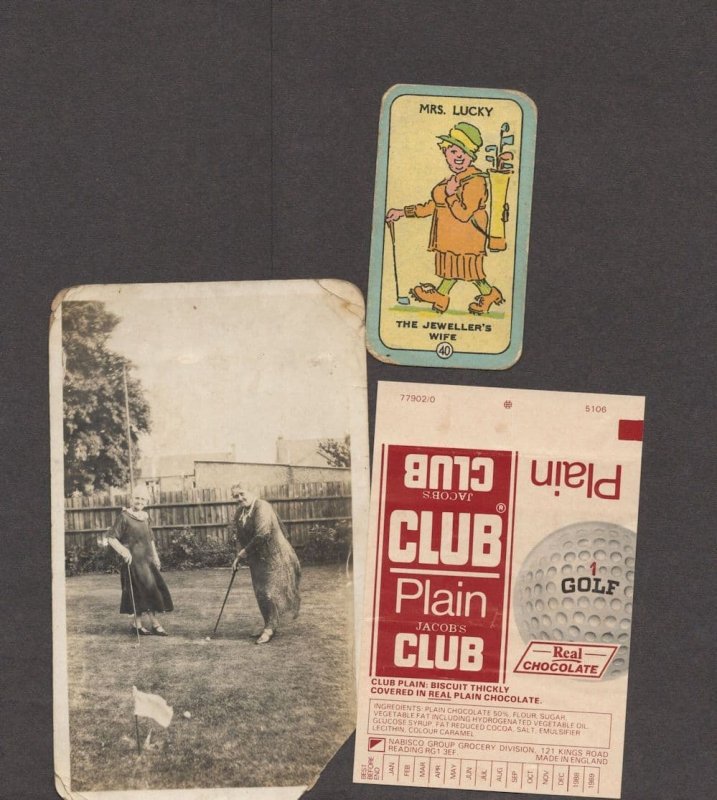 MRS. LUCKY
THE JEWELLER'S
WIFE
40
77902/0
5106
CLUB
JACOB'S
Plain
CLUB®
Plain
JACOB'S
CLUB
1
GOLF
Real
CHOCOLATE
CLUB PLAIN: BISCUIT THICKLY
COVERED IN REAL PLAIN CHOCOLATE.
INGREDIENTS: PLAIN CHOCOLATE 50%, FLOUR, SUGAR,
VEGETABLE FAT INCLUDING HYDROGENATED VEGETABLE OIL,
GLUCOSE SYRUP, FAT REDUCED COCOA, SALT, EMULSIFIER
LECITHIN, COLOUR CARAMEL
NABISCO GROUP GROCERY DIVISION, 121 KINGS ROAD
READING RG1 3EF. MADE IN ENGLAND
BEST
BEFORE
END
JAN FEB MAR APR MAY JUN JUL AUG SEP OCT NOV DEC 1988 1989